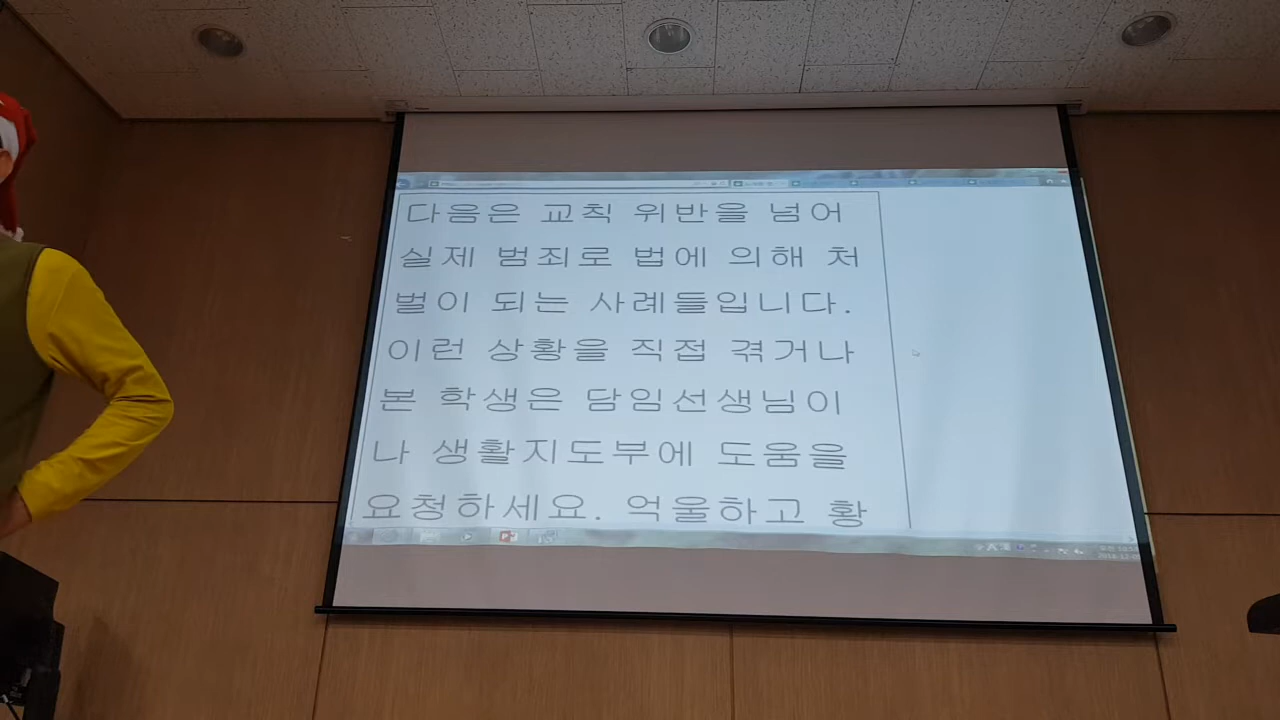 다음은 교칙 위반을 넘어
실제 범죄로 법에 의해 처
벌이 되는 사례들입니다.
이런 상황을 직접 겪거나
본 학생은 담임선생님이
나 생활지도부에 도움을
요청하세요. 억울하고 황